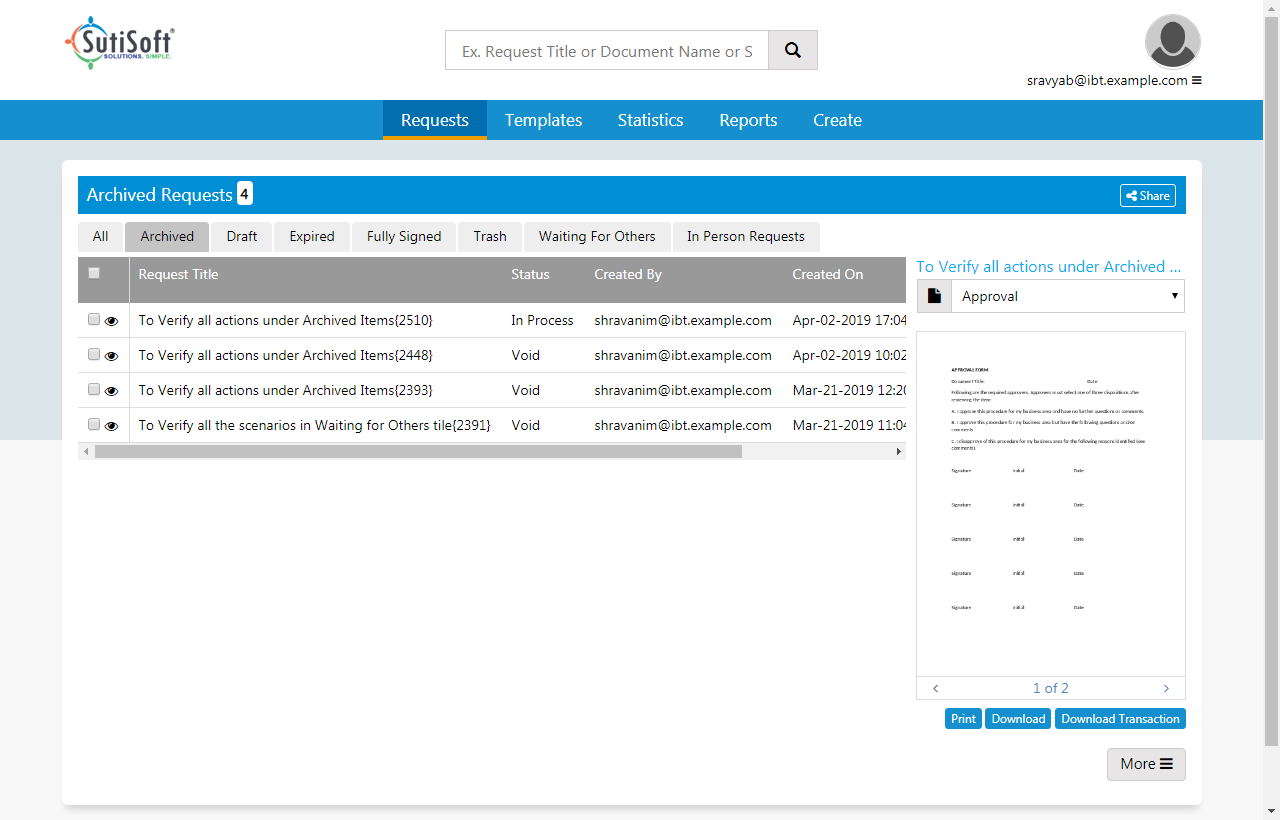 SutiSoft®
SOLUTIONS. SIMPLE.
Ex. Request Title or Document Name or S
sravyab@ibt.example.com
Requests Templates Statistics Reports Create
Archived Requests 4
Share
All Archived Draft Expired Fully Signed Trash Waiting For Others In Person Requests
Request Title Status Created By Created On
To Verify all actions under Archived Items{2510} In Process shravanim@ibt.example.com Apr-02-2019 17:04
To Verify all actions under Archived Items{2448} Void shravanim@ibt.example.com Apr-02-2019 10:02
To Verify all actions under Archived Items{2393} Void shravanim@ibt.example.com Mar-21-2019 12:20
To Verify all the scenarios in Waiting for Others tile{2391} Void shravanim@ibt.example.com Mar-21-2019 11:04
To Verify all actions under Archived ...
Approval
APPROVAL FORM
Document Title: Date:
Following are the required approvers. Approvers must select one of three dispositions after
reviewing the item:
A. I approve this procedure for my business area and have no further questions or comments.
B. I approve this procedure for my business area but have the following questions and/or
comments.
C. I disapprove of this procedure for my business area for the following reasons identified (see
comments).
Signature Initial Date
Signature Initial Date
Signature Initial Date
Signature Initial Date
Signature Initial Date
1 of 2
Print Download Download Transaction
More